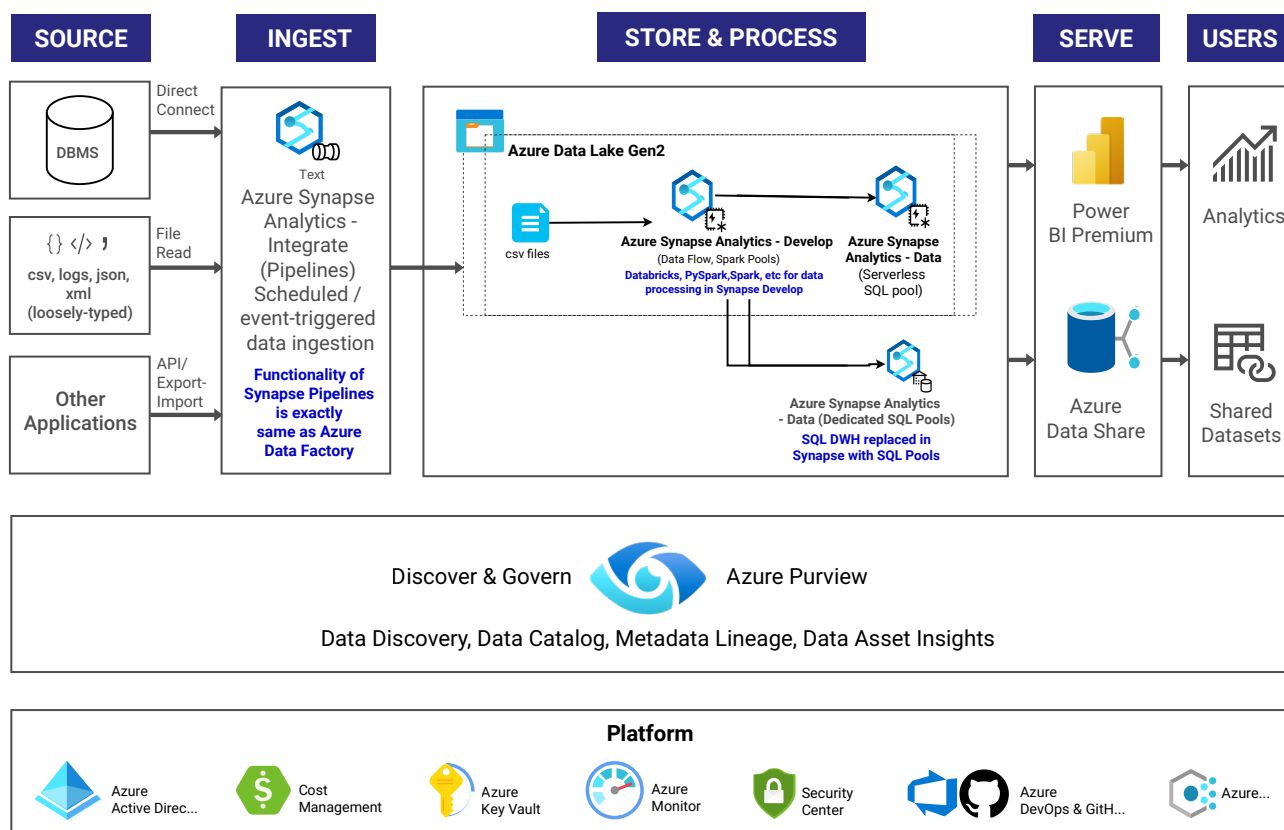 SOURCE
INGEST
STORE & PROCESS
SERVE
USERS
DBMS
Direct
Connect
{} </> ,
csv, logs, json,
xml
(loosely-typed)
File
Read
Other
Applications
API/
Export-
Import
Text
Azure Synapse
Analytics -
Integrate
(Pipelines)
Scheduled /
event-triggered
data ingestion
Functionality of
Synapse Pipelines
is exactly
same as Azure
Data Factory
Azure Data Lake Gen2
csv files
Azure Synapse Analytics - Develop
(Data Flow, Spark Pools)
Databricks, PySpark,Spark, etc for data
processing in Synapse Develop
Azure Synapse
Analytics - Data
(Serverless
SQL pool)
Azure Synapse Analytics
- Data (Dedicated SQL Pools)
SQL DWH replaced in
Synapse with SQL Pools
Power
BI Premium
Azure
Data Share
Analytics
Shared
Datasets
Discover & Govern
Azure Purview
Data Discovery, Data Catalog, Metadata Lineage, Data Asset Insights
Platform
Azure
Active Direc...
Cost
Management
Azure
Key Vault
Azure
Monitor
Security
Center
Azure
DevOps & GitH...
Azure...